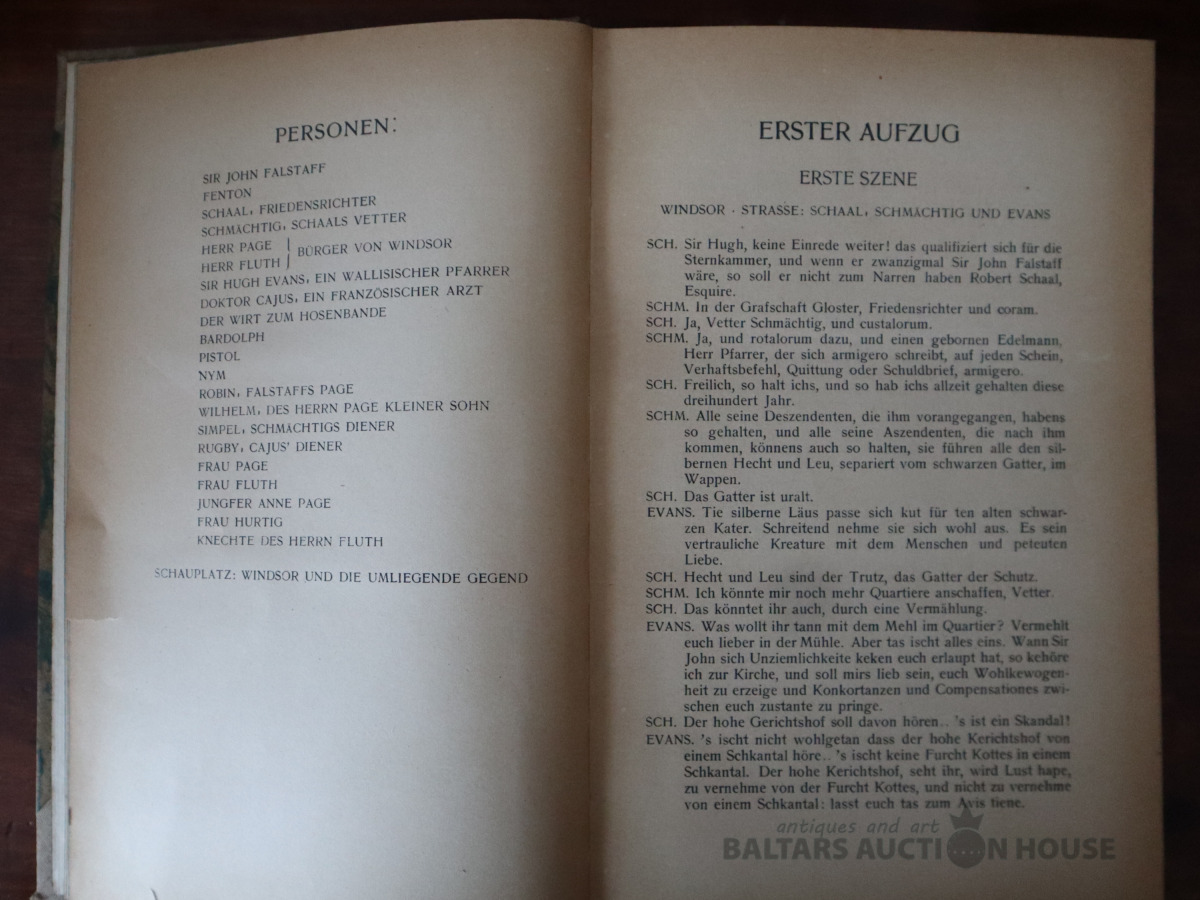 PERSONEN:
SIR JOHN FALSTAFF
FENTON
SCHAAL, FRIEDENSRICHTER
SCHMÄCHTIG, SCHAALS VETTER
HERR PAGE
HERR FLUTH
BÜRGER VON WINDSOR
SIR HUGH EVANS, EIN WALLISISCHER PFARRER
DOKTOR CAJUS, EIN FRANZÖSISCHER ARZT
DER WIRT ZUM HOSENBANDE
BARDOLPH
PISTOL
NYM
ROBIN, FALSTAFFS PAGE
WILHELM, DES HERRN PAGE KLEINER SOHN
SIMPEL, SCHMÄCHTIGS DIENER
RUGBY, CAJUS' DIENER
FRAU PAGE
FRAU FLUTH
JUNGFER ANNE PAGE
FRAU HURTIG
KNECHTE DES HERRN FLUTH
SCHAUPLATZ: WINDSOR UND DIE UMLIEGENDE GEGEND
ERSTER AUFZUG
ERSTE SZENE
WINDSOR · STRASSE: SCHAAL, SCHMÄCHTIG UND EVANS
SCH. Sir Hugh, keine Einrede weiter! das qualifiziert sich für die
Sternkammer, und wenn er zwanzigmal Sir John Falstaff
wäre, so soll er nicht zum Narren haben Robert Schaal,
Esquire.
SCHM. In der Grafschaft Gloster, Friedensrichter und coram.
SCH. Ja, Vetter Schmächtig, und custalorum.
SCHM. Ja, und rotalorum dazu, und einen gebornen Edelmann,
Herr Pfarrer, der sich armigero schreibt, auf jeden Schein,
Verhaftsbefehl, Quittung oder Schuldbrief, armigero.
SCH. Freilich, so halt ichs, und so hab ichs allzeit gehalten diese
dreihundert Jahr.
SCHM. Alle seine Deszendenten, die ihm vorangegangen, habens
so gehalten, und alle seine Aszendenten, die nach ihm
kommen, könnens auch so halten, sie führen alle den sil-
bernen Hecht und Leu, separiert vom schwarzen Gatter, im
Wappen.
SCH. Das Gatter ist uralt.
EVANS. Tie silberne Läus passe sich kut für ten alten schwar-
zen Kater. Schreitend nehme sie sich wohl aus. Es sein
vertrauliche Kreature mit dem Menschen und peteuten
Liebe.
SCH. Hecht und Leu sind der Trutz, das Gatter der Schutz.
SCHM. Ich könnte mir noch mehr Quartiere anschaffen, Vetter.
SCH. Das könntet ihr auch, durch eine Vermählung.
EVANS. Was wollt ihr tann mit dem Mehl im Quartier? Vermehlt
euch lieber in der Mühle. Aber tas ischt alles eins. Wann Sir
John sich Unziemlichkeite keken euch erlaupt hat, so kehöre
ich zur Kirche, und soll mirs lieb sein, euch Wohlkewogen-
heit zu erzeige und Konkortanzen und Compensationes zwi-
schen euch zustante zu pringe.
SCH. Der hohe Gerichtshof soll davon hören.. 's ist ein Skandal!
EVANS. 's ischt nicht wohlgetan dass der hohe Kerichtshof von
einem Schkantal höre.. 's ischt keine Furcht Kottes in einem
Schkantal. Der hohe Kerichtshof, seht ihr, wird Lust hape,
zu vernehme von der Furcht Kottes, und nicht zu vernehme
von einem Schkantal: lasst euch tas zum Avis tiene.
antiques and art
BALTARS AUCTION HOUSE